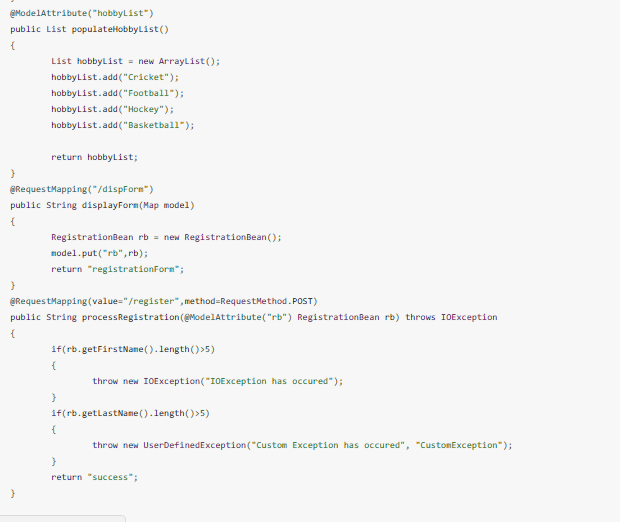 @ModelAttribute("hobbyList")
public List populateHobbyList()
{
List hobbyList = new ArrayList();
hobbyList.add("Cricket");
hobbyList.add("Football");
hobbyList.add("Hockey");
hobbyList.add("Basketball");
return hobbyList;
}
@RequestMapping("/dispForm")
public String displayForm(Map model)
{
RegistrationBean rb = new RegistrationBean();
model.put("rb",rb);
return "registrationForm";
}
@RequestMapping(value="/register",method=RequestMethod.POST)
public String processRegistration(@ModelAttribute("rb") RegistrationBean rb) throws IOException
{
if(rb.getFirstName().length()>5)
{
throw new IOException("IOException has occured");
}
if(rb.getLastName().length()>5)
{
throw new UserDefinedException("Custom Exception has occured", "CustomException");
}
return "success";
}